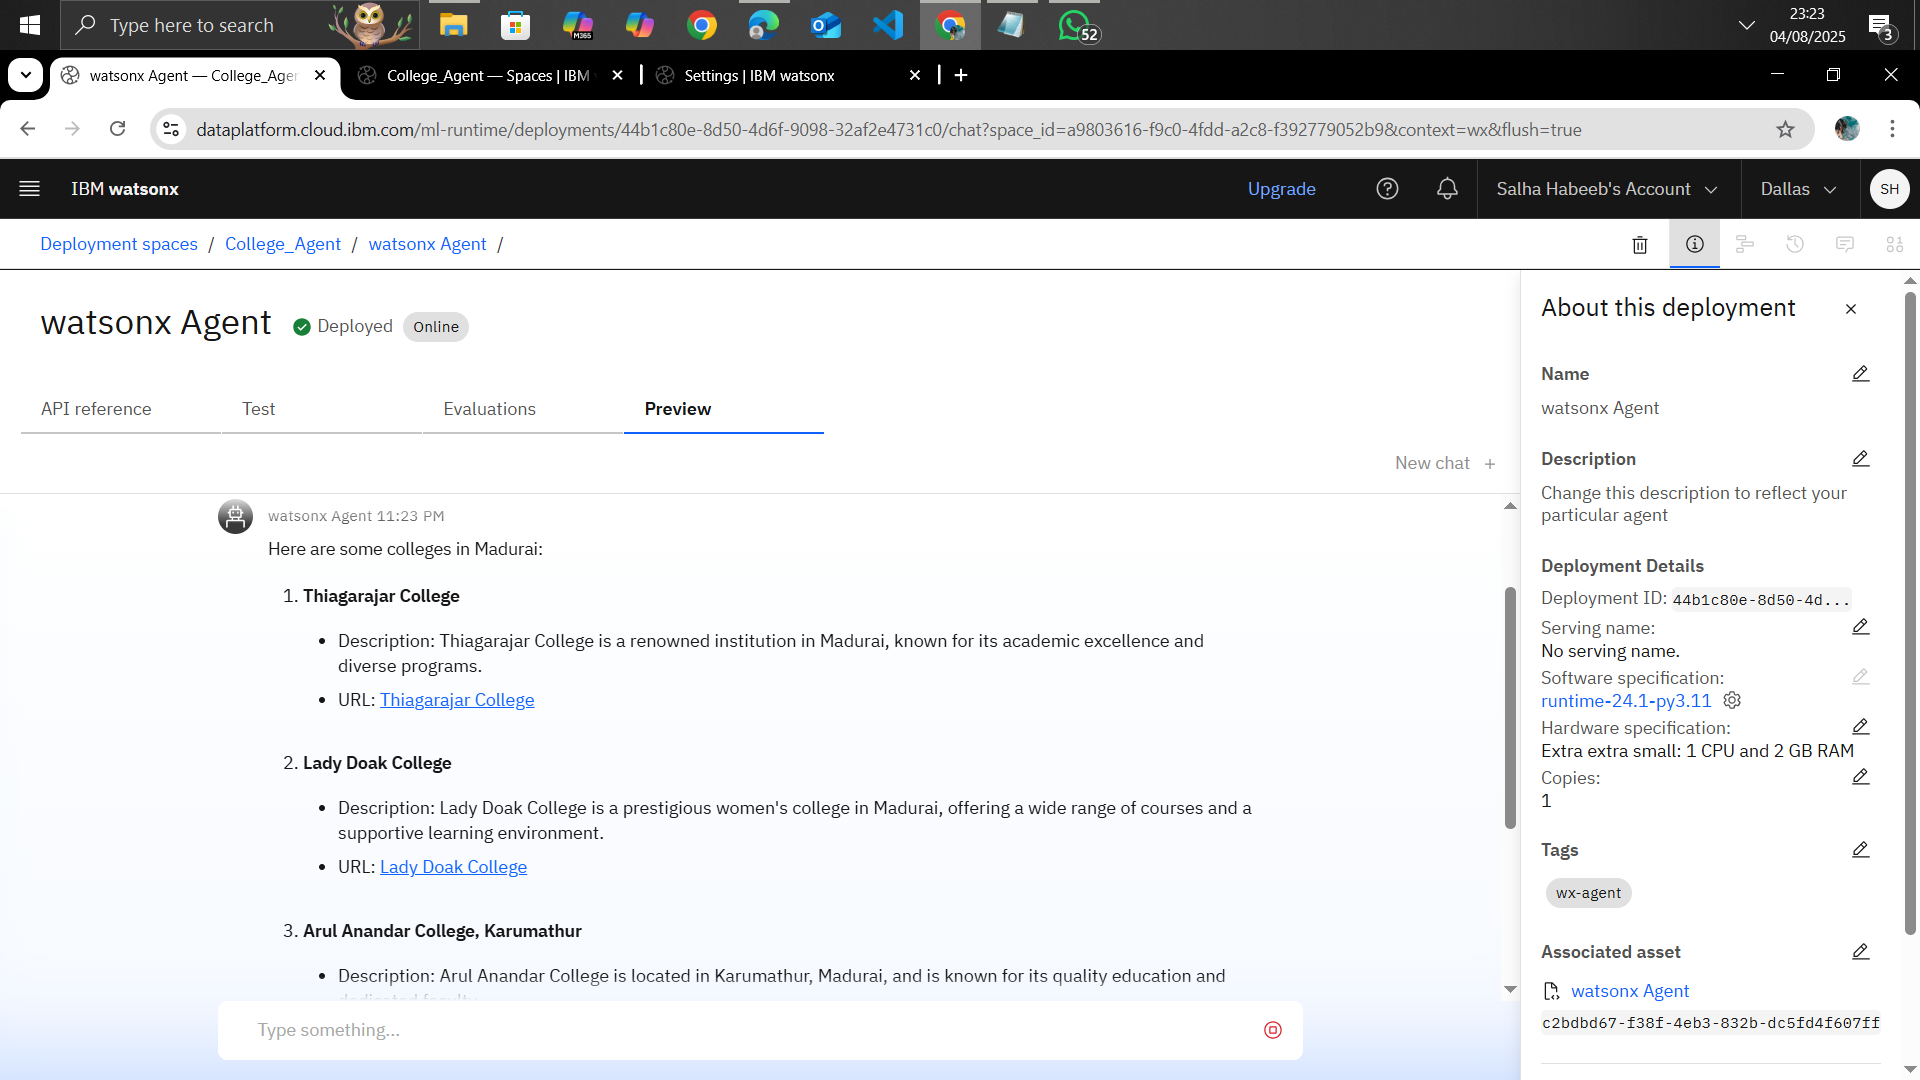 Type here to search
M365
52
23:23
04/08/2025
3
watsonx Agent — College_Ager
College_Agent — Spaces | IBM
Settings | IBM watsonx
dataplatform.cloud.ibm.com/ml-runtime/deployments/44b1c80e-8d50-4d6f-9098-32af2e4731c0/chat?space_id=a9803616-f9c0-4fdd-a2c8-f392779052b9&context=wx&flush=true
IBM watsonx
Upgrade
Salha Habeeb's Account
Dallas
SH
Deployment spaces / College_Agent / watsonx Agent /
watsonx Agent
Deployed
Online
API reference
Test
Evaluations
Preview
New chat +
watsonx Agent 11:23 PM
Here are some colleges in Madurai:
1. Thiagarajar College
• Description: Thiagarajar College is a renowned institution in Madurai, known for its academic excellence and
diverse programs.
• URL: Thiagarajar College
2. Lady Doak College
• Description: Lady Doak College is a prestigious women's college in Madurai, offering a wide range of courses and a
supportive learning environment.
• URL: Lady Doak College
3. Arul Anandar College, Karumathur
• Description: Arul Anandar College is located in Karumathur, Madurai, and is known for its quality education and
dedicated faculty.
Type something...
About this deployment
Name
watsonx Agent
Description
Change this description to reflect your
particular agent
Deployment Details
Deployment ID: 44b1c80e-8d50-4d...
Serving name:
No serving name.
Software specification:
runtime-24.1-py3.11
Hardware specification:
Extra extra small: 1 CPU and 2 GB RAM
Copies:
1
Tags
wx-agent
Associated asset
watsonx Agent
c2bdbd67-f38f-4eb3-832b-dc5fd4f607ff